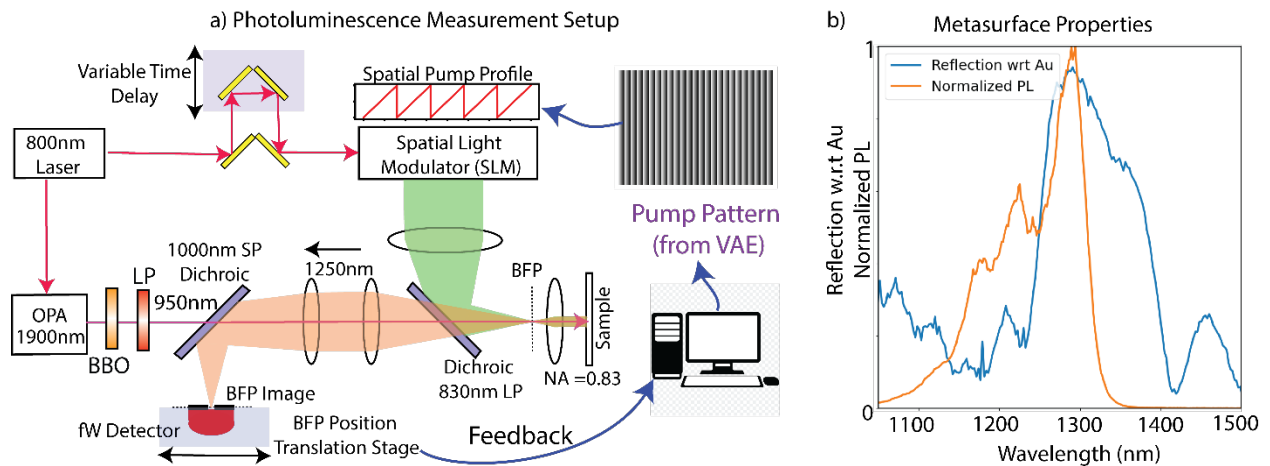 a) Photoluminescence Measurement Setup
Variable Time
Delay
Spatial Pump Profile
800nm
Laser
Spatial Light
Modulator (SLM)
Pump Pattern
(from VAE)
1000nm SP
Dichroic
LP
950nm
1250nm
BFP
Sample
OPA
1900nm
BBO
Dichroic
830nm LP
NA =0.83
BFP Image
fW Detector
BFP Position
Translation Stage
Feedback
b)
Metasurface Properties
Reflection wrt Au
Normalized PL
Reflection w.r.t Au
Normalized PL
1
0
1100
1200
1300
1400
1500
Wavelength (nm)